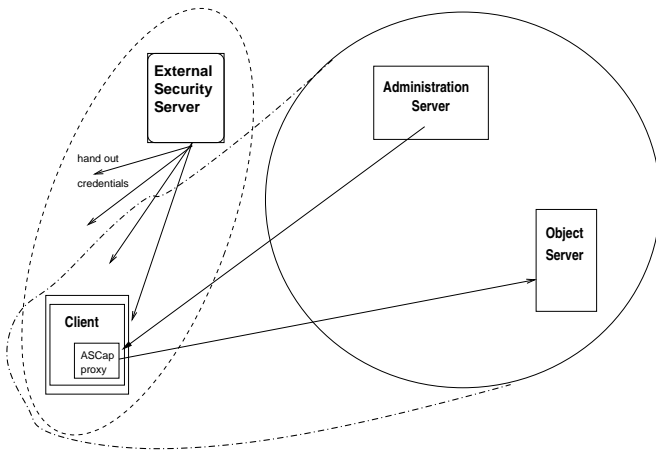 External
Security
Server
hand out
credentials
Administration
Server
Object
Server
Client
ASCap
proxy